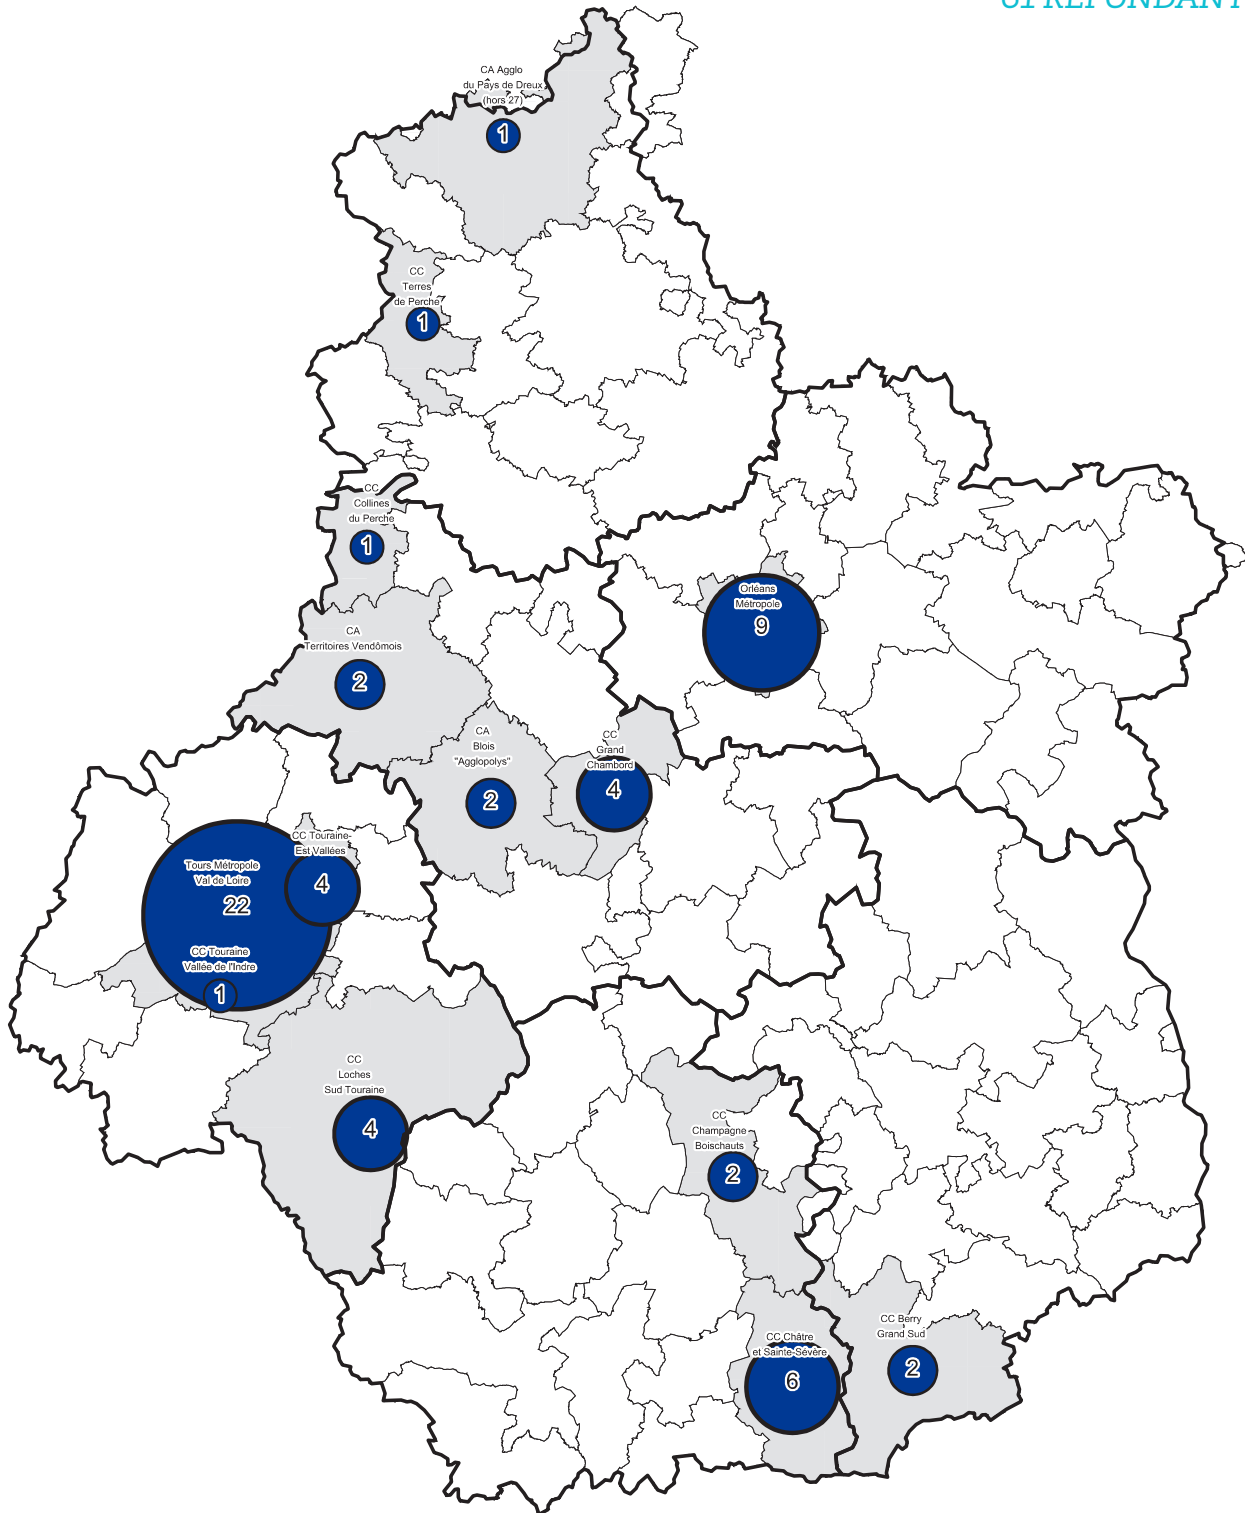 CA Agglo
du Pays de Dreux
(hors 27)
1
CC
Terres
de Perche
1
CC
Collines
du Perche
1
Orléans
Métropole
9
CA
Territoires Vendômois
2
CA
Blois
"Agglopolys"
2
CC
Grand
Chambord
4
CC Touraine-
Est Vallées
4
Tours Métropole
Val de Loire
22
CC Touraine
Vallée de l'Indre
1
CC
Loches
Sud Touraine
4
CC
Champagne
Boischauts
2
CC Berry
Grand Sud
2
CC Châtre
et Sainte-Sévère
6